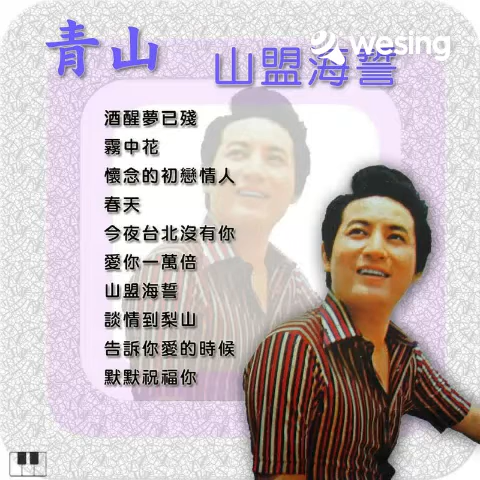 青山
山盟海誓
wesing
酒醒夢已殘
霧中花
懷念的初戀情人
春天
今夜台北沒有你
愛你一萬倍
山盟海誓
談情到梨山
告訴你愛的時候
默默祝福你